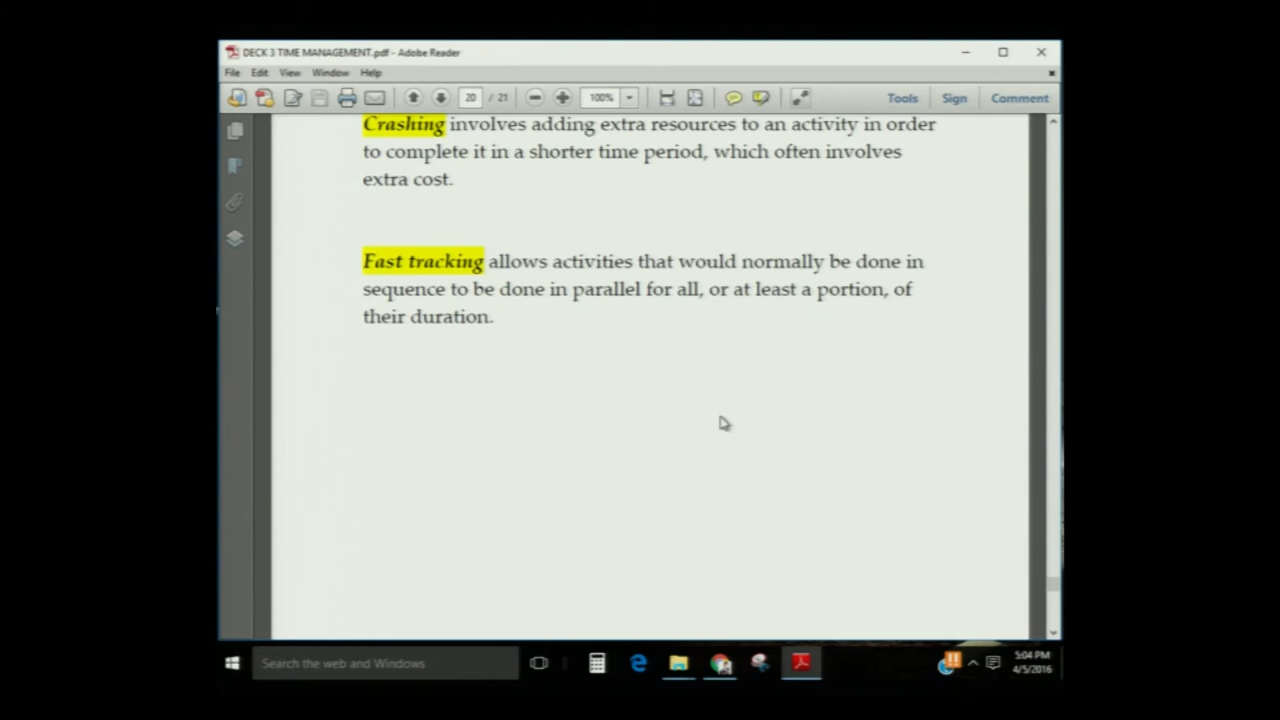 DECK 3 TIME MANAGEMENT.pdf - Adobe Reader
File Edit View Window Help
20 / 21 100% Tools Sign Comment
Crashing involves adding extra resources to an activity in order
to complete it in a shorter time period, which often involves
extra cost.
Fast tracking allows activities that would normally be done in
sequence to be done in parallel for all, or at least a portion, of
their duration.
Search the web and Windows
5:04 PM
4/5/2016